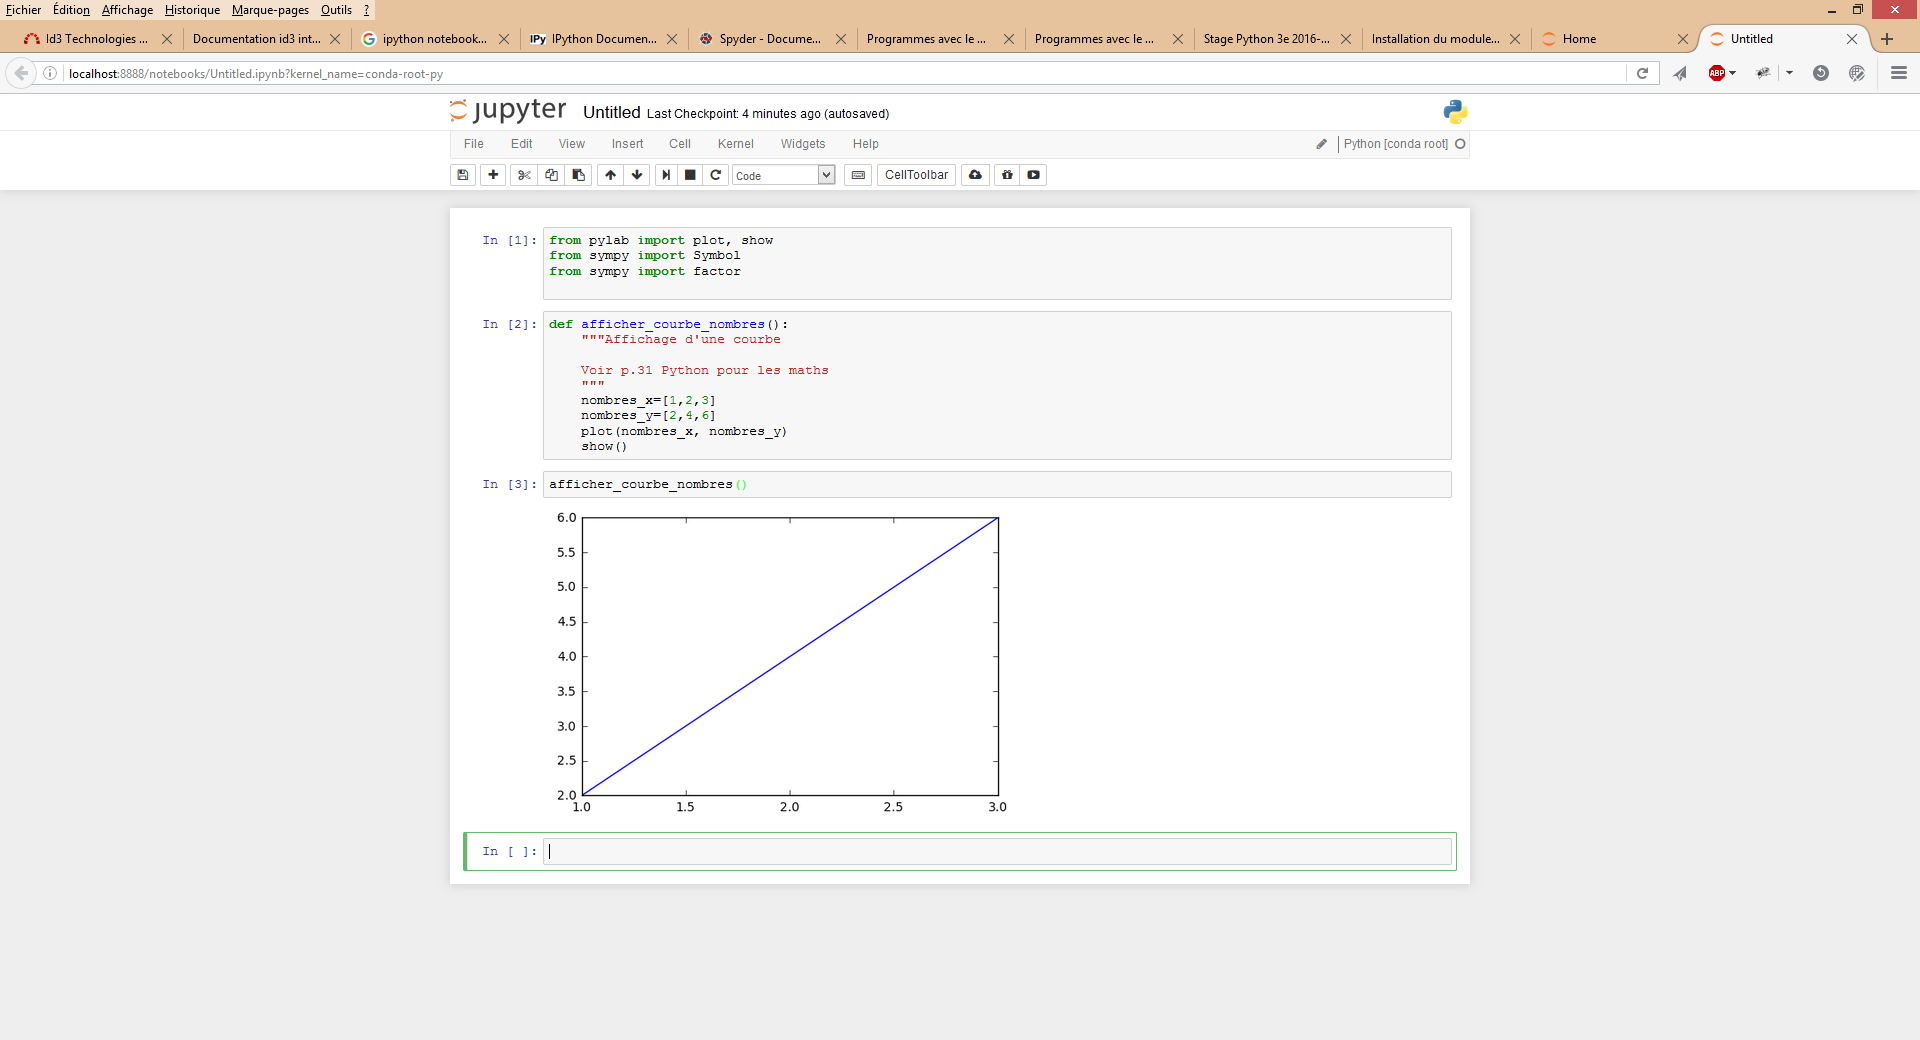 Fichier Édition Affichage Historique Marque-pages Outils ?
Id3 Technologies ... Documentation id3 int... ipython notebook... IPy IPython Documen... Spyder - Docume... Programmes avec le ... Programmes avec le ... Stage Python 3e 2016-... Installation du module... Home Untitled
localhost:8888/notebooks/Untitled.ipynb?kernel_name=conda-root-py ABP
jupyter Untitled Last Checkpoint: 4 minutes ago (autosaved)
File Edit View Insert Cell Kernel Widgets Help Python [conda root]
Code CellToolbar
In [1]: from pylab import plot, show
from sympy import Symbol
from sympy import factor
In [2]: def afficher_courbe_nombres():
"""Affichage d'une courbe
Voir p.31 Python pour les maths
"""
nombres_x=[1,2,3]
nombres_y=[2,4,6]
plot(nombres_x, nombres_y)
show()
In [3]: afficher_courbe_nombres()
6.0
5.5
5.0
4.5
4.0
3.5
3.0
2.5
2.0
1.0 1.5 2.0 2.5 3.0
In [ ]: